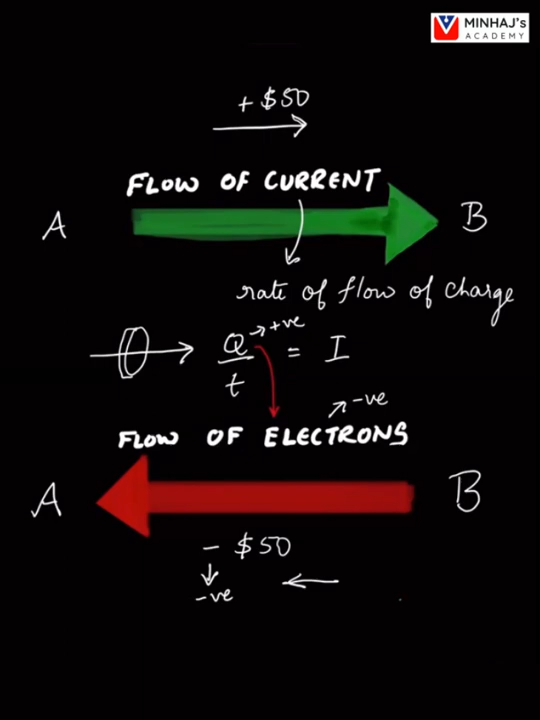 MINHAJ's
ACADEMY
+ $50
FLOW OF CURRENT
A
B
rate of flow of charge
Q → +ve
t
= I
→ -ve
FLOW OF ELECTRONS
A
B
- $50
-ve